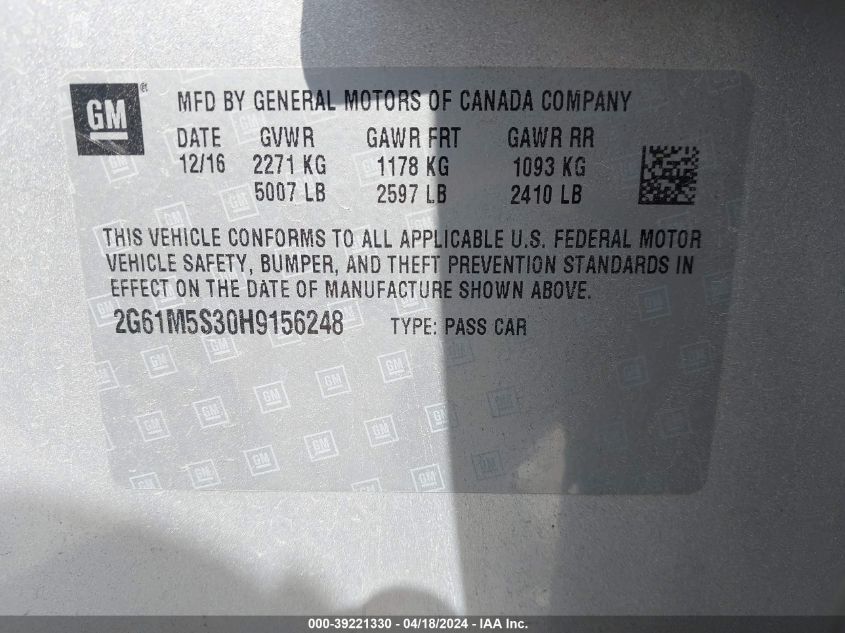 GM
®
MFD BY GENERAL MOTORS OF CANADA COMPANY
DATE GVWR GAWR FRT GAWR RR
12/16 2271 KG 1178 KG 1093 KG
5007 LB 2597 LB 2410 LB
THIS VEHICLE CONFORMS TO ALL APPLICABLE U.S. FEDERAL MOTOR
VEHICLE SAFETY, BUMPER, AND THEFT PREVENTION STANDARDS IN
EFFECT ON THE DATE OF MANUFACTURE SHOWN ABOVE.
2G61M5S30H9156248 TYPE: PASS CAR
000-39221330 - 04/18/2024 - IAA Inc.